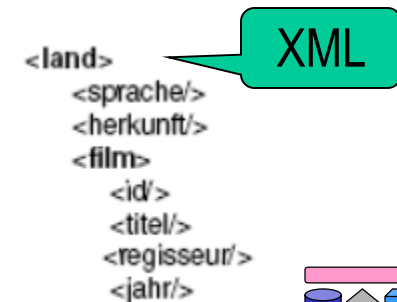 XML
<land>
<sprache/>
<herkunft/>
<film>
<id/>
<titel/>
<regisseur/>
<jahr/>